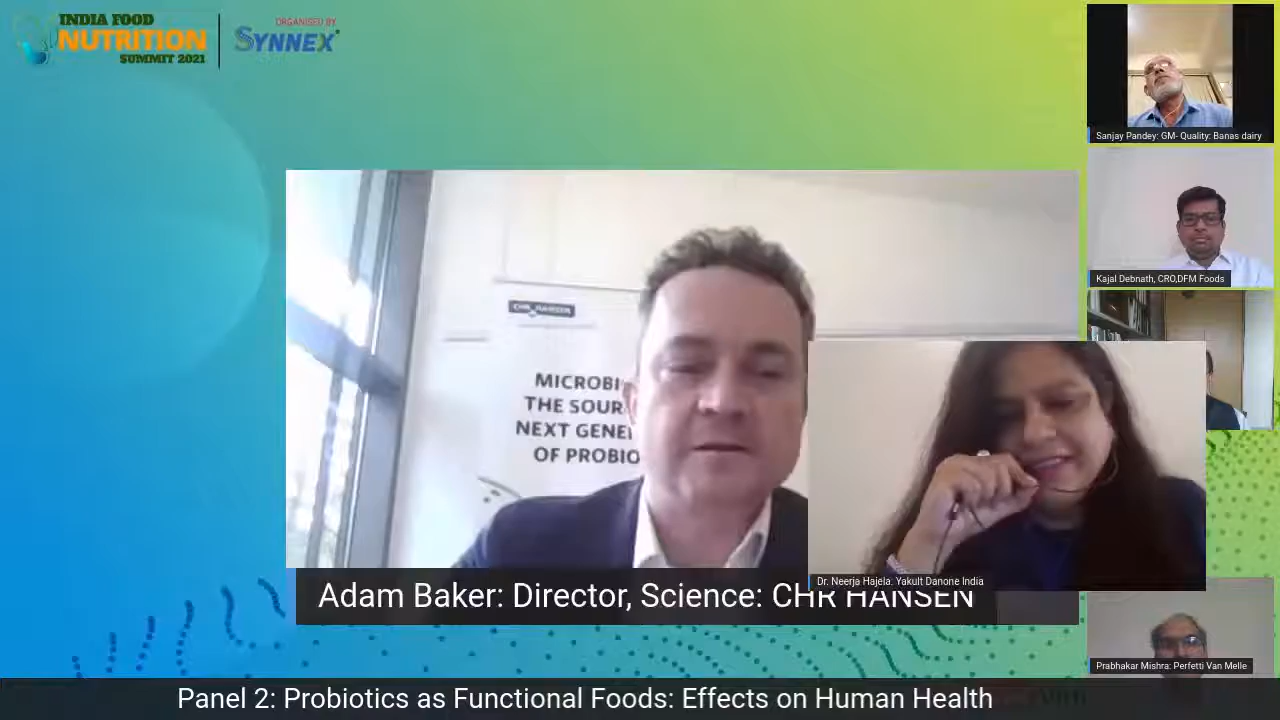 INDIA FOOD
NUTRITION
SUMMIT 2021
ORGANISED BY
SYNNEX
Sanjay Pandey: GM- Quality: Banas dairy
Kajal Debnath, CRO,DFM Foods
CHR HANSEN
MICROBI
THE SOUR
NEXT GENE
OF PROBIO
Dr. Neerja Hajela: Yakult Danone India
Adam Baker: Director, Science: CHR HANSEN
Prabhakar Mishra: Perfetti Van Melle
Panel 2: Probiotics as Functional Foods: Effects on Human Health